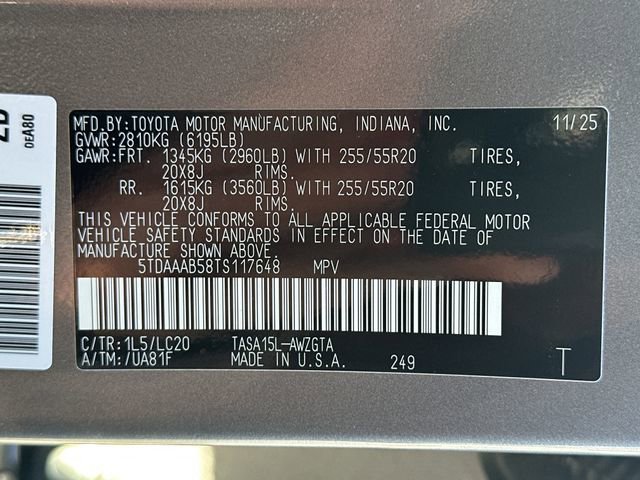 MFD.BY:TOYOTA MOTOR MANUFACTURING, INDIANA, INC. 11/25
GVWR:2810KG (6195LB)
GAWR:FRT. 1345KG (2960LB) WITH 255/55R20 TIRES,
20X8J RIMS.
RR. 1615KG (3560LB) WITH 255/55R20 TIRES,
20X8J RIMS.
THIS VEHICLE CONFORMS TO ALL APPLICABLE FEDERAL MOTOR
VEHICLE SAFETY STANDARDS IN EFFECT ON THE DATE OF
MANUFACTURE SHOWN ABOVE.
5TDAAAB58TS117648 MPV
C/TR:1L5/LC20 TASA15L-AWZGTA
A/TM:/UA81F MADE IN U.S.A. 249 T
0EA80